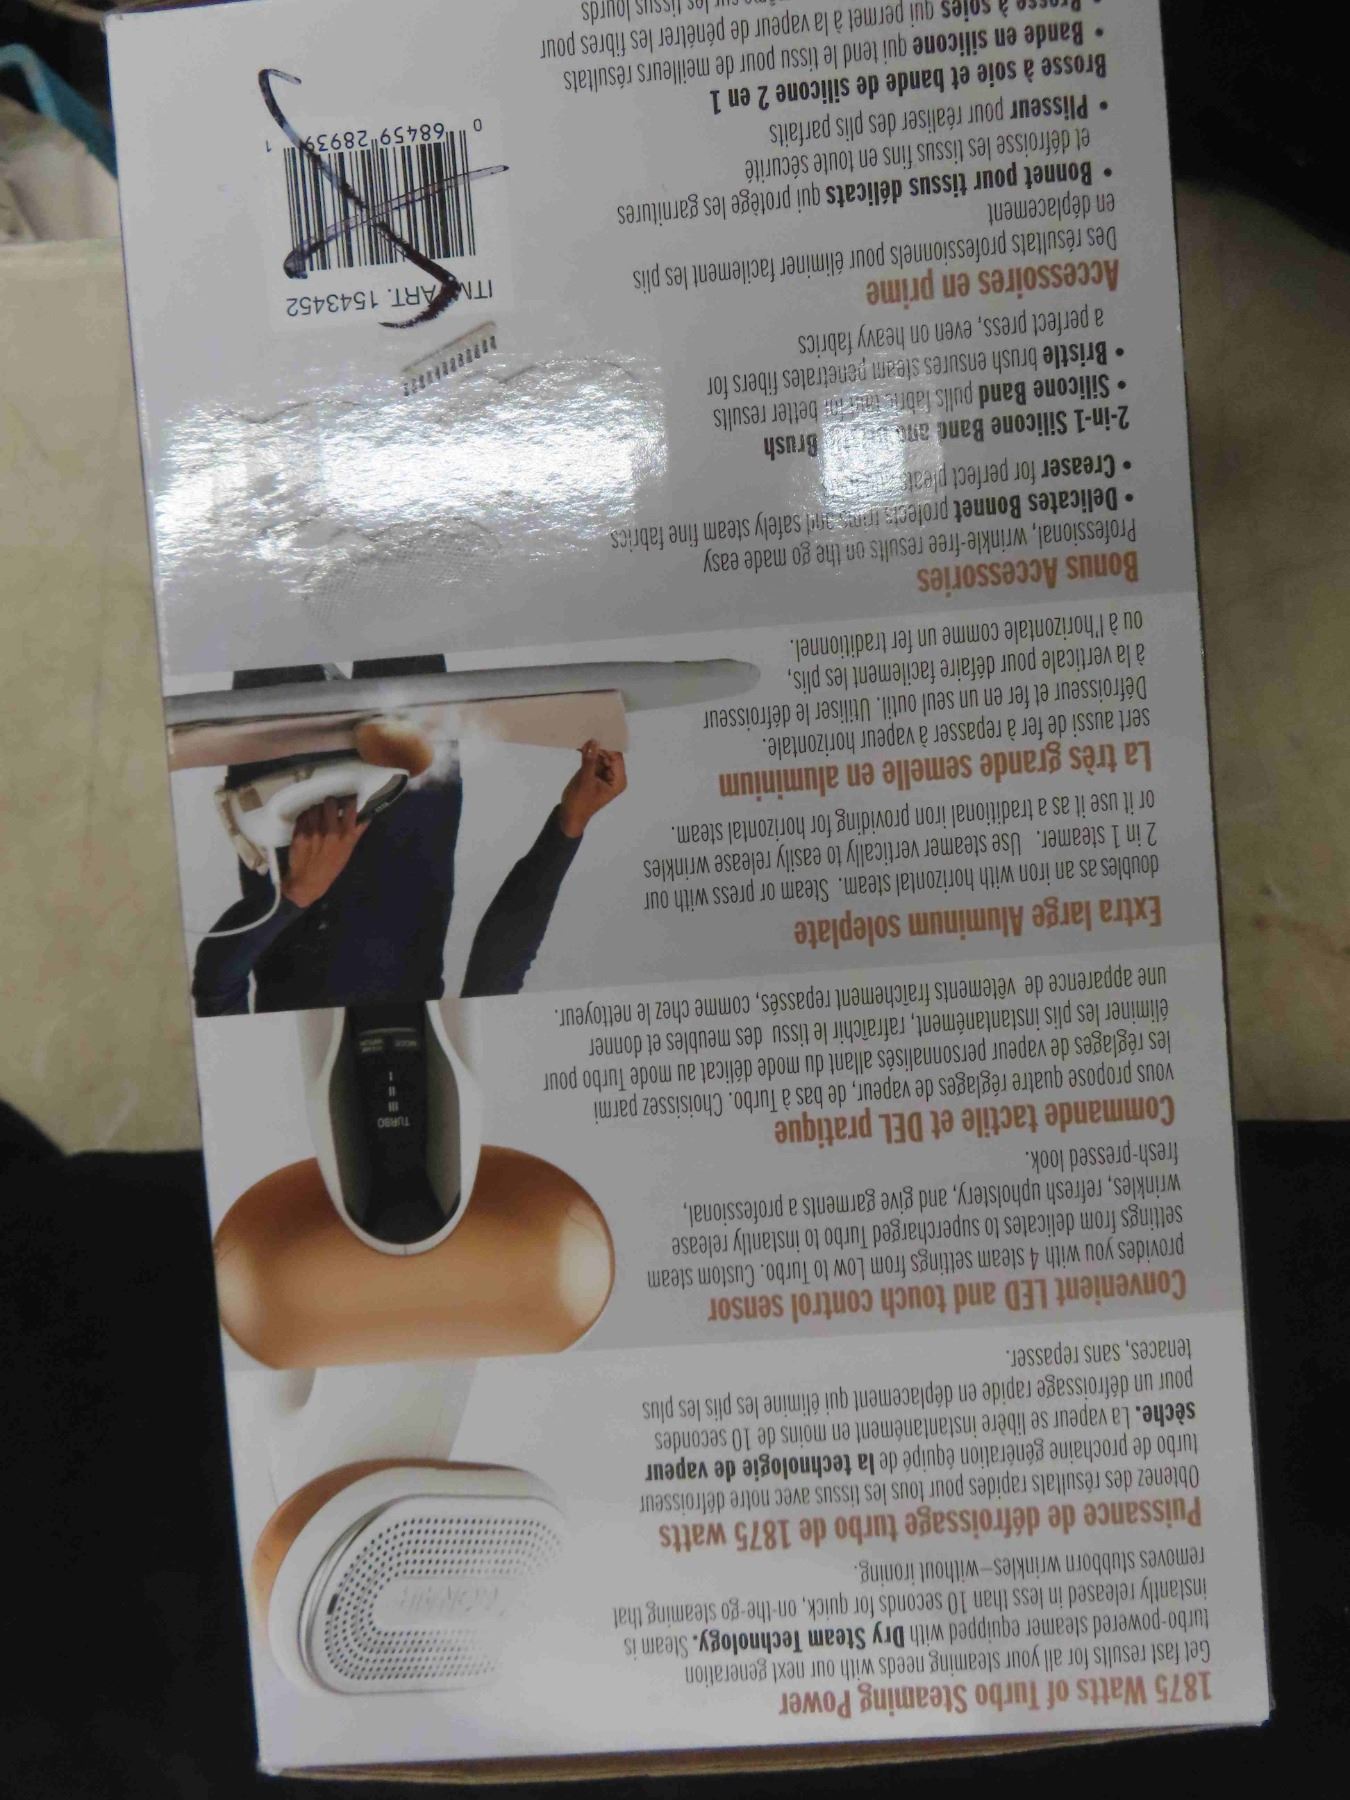 1875 Watts of Turbo Steaming Power
Get fast results for all your steaming needs with our next generation
turbo-powered steamer equipped with Dry Steam Technology. Steam is
instantly released in less than 10 seconds for quick, on-the-go steaming that
removes stubborn wrinkles–without ironing.
Puissance de défroissage turbo de 1875 watts
Obtenez des résultats rapides pour tous les tissus avec notre défroisseur
turbo de prochaine génération équipé de la technologie de vapeur
sèche. La vapeur se libère instantanément en moins de 10 secondes
pour un défroissage rapide en déplacement qui élimine les plis les plus
tenaces, sans repasser.
Convenient LED and touch control sensor
provides you with 4 steam settings from Low to Turbo. Custom steam
settings from delicates to supercharged Turbo to instantly release
wrinkles, refresh upholstery, and give garments a professional,
fresh-pressed look.
Commande tactile et DEL pratique
vous propose quatre réglages de vapeur, de bas à Turbo. Choisissez parmi
les réglages de vapeur personnalisés allant du mode délicat au mode Turbo pour
éliminer les plis instantanément, rafraîchir le tissu des meubles et donner
une apparence de vêtements fraîchement repassés, comme chez le nettoyeur.
TURBO
III
II
I
MODE
Extra large Aluminum soleplate
doubles as an iron with horizontal steam. Steam or press with our
2 in 1 steamer. Use steamer vertically to easily release wrinkles
or it use it as a traditional iron providing for horizontal steam.
La très grande semelle en aluminium
sert aussi de fer à repasser à vapeur horizontale.
Défroisseur et fer en un seul outil. Utiliser le défroisseur
à la verticale pour défaire facilement les plis,
ou à l'horizontale comme un fer traditionnel.
Bonus Accessories
Professional, wrinkle-free results on the go made easy
• Delicates Bonnet protects trims and safely steam fine fabrics
• Creaser for perfect pleats
2-in-1 Silicone Band and Brush
• Silicone Band pulls fabric taut for better results
• Bristle brush ensures steam penetrates fibers for
a perfect press, even on heavy fabrics
Accessoires en prime
Des résultats professionnels pour éliminer facilement les plis
en déplacement
• Bonnet pour tissus délicats qui protège les garnitures
et défroisse les tissus fins en toute sécurité
• Plisseur pour réaliser des plis parfaits
Brosse à soie et bande de silicone 2 en 1
• Bande en silicone qui tend le tissu pour de meilleurs résultats
• Brosse à soies qui permet à la vapeur de pénétrer les fibres pour
sur les tissus lourds
ITM. ART. 1543452
0 68459 28939 1